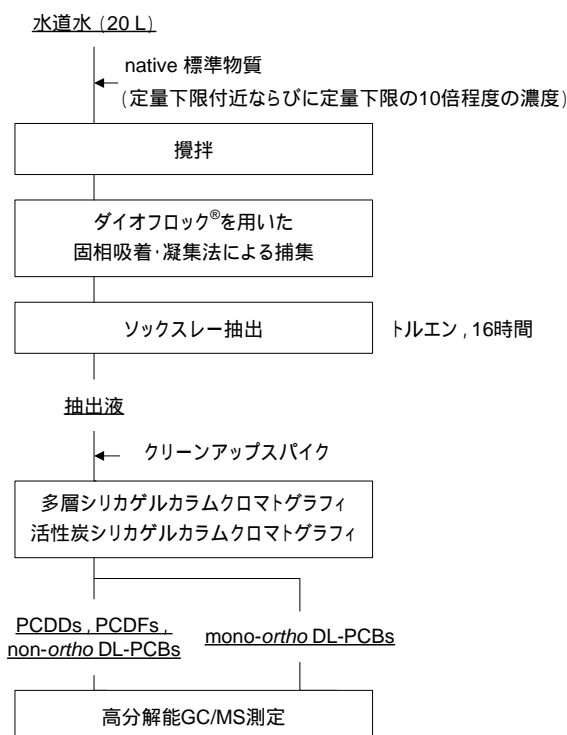 水道水 (20 L)
native 標準物質
(定量下限付近ならびに定量下限の10倍程度の濃度)
攪拌
ダイオフロック®を用いた
固相吸着・凝集法による捕集
ソックスレー抽出
トルエン , 16時間
抽出液
クリーンアップスパイク
多層シリカゲルカラムクロマトグラフィ
活性炭シリカゲルカラムクロマトグラフィ
PCDDs , PCDFs ,
non-ortho DL-PCBs
mono-ortho DL-PCBs
高分解能GC/MS測定